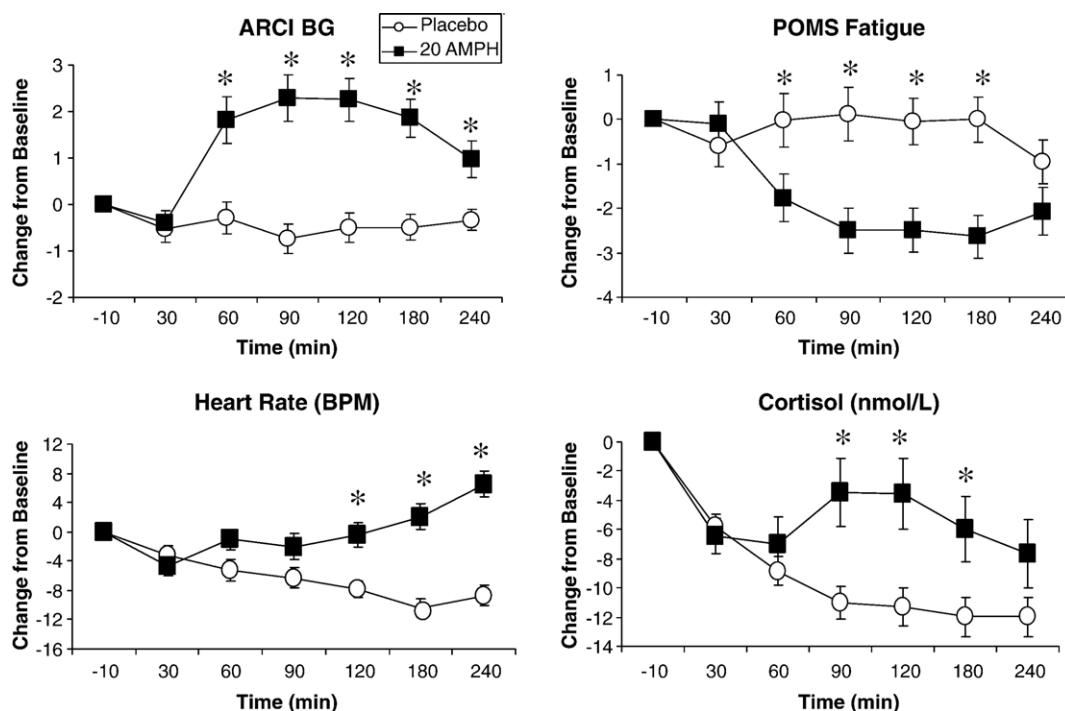 ARCI BG
Placebo
20 AMPH
Change from Baseline
3
2
1
0
-1
-2
* * * * *
-10 30 60 90 120 180 240
Time (min)
POMS Fatigue
Change from Baseline
1
0
-1
-2
-3
-4
* * * *
-10 30 60 90 120 180 240
Time (min)
Heart Rate (BPM)
Change from Baseline
12
8
4
0
-4
-8
-12
-16
* * *
-10 30 60 90 120 180 240
Time (min)
Cortisol (nmol/L)
Change from Baseline
0
-2
-4
-6
-8
-10
-12
-14
* * *
-10 30 60 90 120 180 240
Time (min)